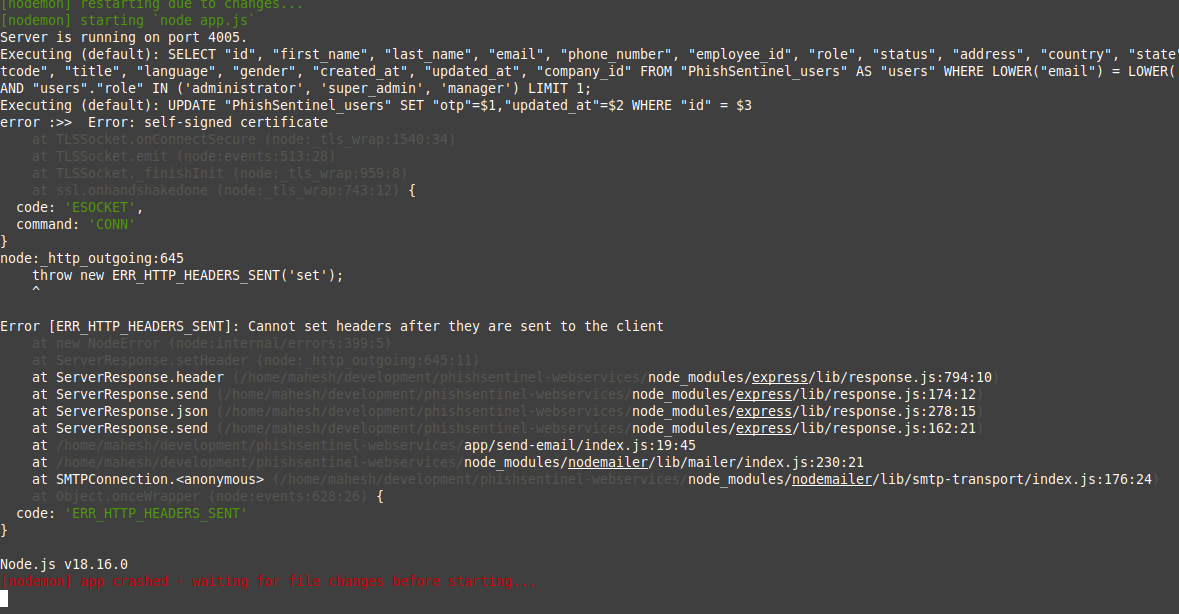 [nodemon] restarting due to changes...
[nodemon] starting `node app.js`
Server is running on port 4005.
Executing (default): SELECT "id", "first_name", "last_name", "email", "phone_number", "employee_id", "role", "status", "address", "country", "state"
tcode", "title", "language", "gender", "created_at", "updated_at", "company_id" FROM "PhishSentinel_users" AS "users" WHERE LOWER("email") = LOWER(
AND "users"."role" IN ('administrator', 'super_admin', 'manager') LIMIT 1;
Executing (default): UPDATE "PhishSentinel_users" SET "otp"=$1,"updated_at"=$2 WHERE "id" = $3
error :>>  Error: self-signed certificate
    at TLSSocket.onConnectSecure (node:_tls_wrap:1540:34)
    at TLSSocket.emit (node:events:513:28)
    at TLSSocket._finishInit (node:_tls_wrap:959:8)
    at ssl.onhandshakedone (node:_tls_wrap:743:12) {
  code: 'ESOCKET',
  command: 'CONN'
}
node:_http_outgoing:645
    throw new ERR_HTTP_HEADERS_SENT('set');
    ^
Error [ERR_HTTP_HEADERS_SENT]: Cannot set headers after they are sent to the client
    at new NodeError (node:internal/errors:399:5)
    at ServerResponse.setHeader (node:_http_outgoing:645:11)
    at ServerResponse.header (/home/mahesh/development/phishsentinel-webservices/node_modules/express/lib/response.js:794:10)
    at ServerResponse.send (/home/mahesh/development/phishsentinel-webservices/node_modules/express/lib/response.js:174:12)
    at ServerResponse.json (/home/mahesh/development/phishsentinel-webservices/node_modules/express/lib/response.js:278:15)
    at ServerResponse.send (/home/mahesh/development/phishsentinel-webservices/node_modules/express/lib/response.js:162:21)
    at /home/mahesh/development/phishsentinel-webservices/app/send-email/index.js:19:45
    at /home/mahesh/development/phishsentinel-webservices/node_modules/nodemailer/lib/mailer/index.js:230:21
    at SMTPConnection.<anonymous> (/home/mahesh/development/phishsentinel-webservices/node_modules/nodemailer/lib/smtp-transport/index.js:176:24)
    at Object.onceWrapper (node:events:628:26) {
  code: 'ERR_HTTP_HEADERS_SENT'
}
Node.js v18.16.0
[nodemon] app crashed - waiting for file changes before starting...